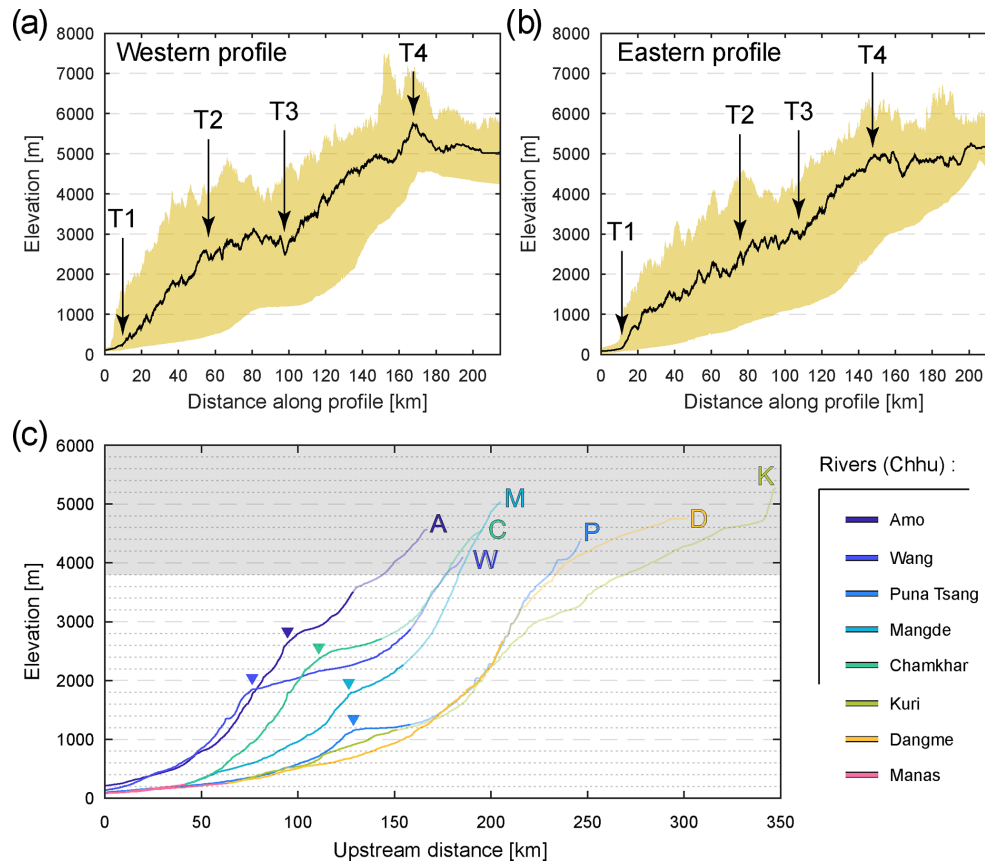 (a)
(b)
Western profile
Eastern profile
T1
T2
T3
T4
T1
T2
T3
T4
Elevation [m]
8000
7000
6000
5000
4000
3000
2000
1000
0
0 20 40 60 80 100 120 140 160 180 200
Distance along profile [km]
Elevation [m]
8000
7000
6000
5000
4000
3000
2000
1000
0
0 20 40 60 80 100 120 140 160 180 200
Distance along profile [km]
(c)
Elevation [m]
6000
5000
4000
3000
2000
1000
0
A
M
C
W
P
D
K
0 50 100 150 200 250 300 350
Upstream distance [km]
Rivers (Chhu) :
Amo
Wang
Puna Tsang
Mangde
Chamkhar
Kuri
Dangme
Manas